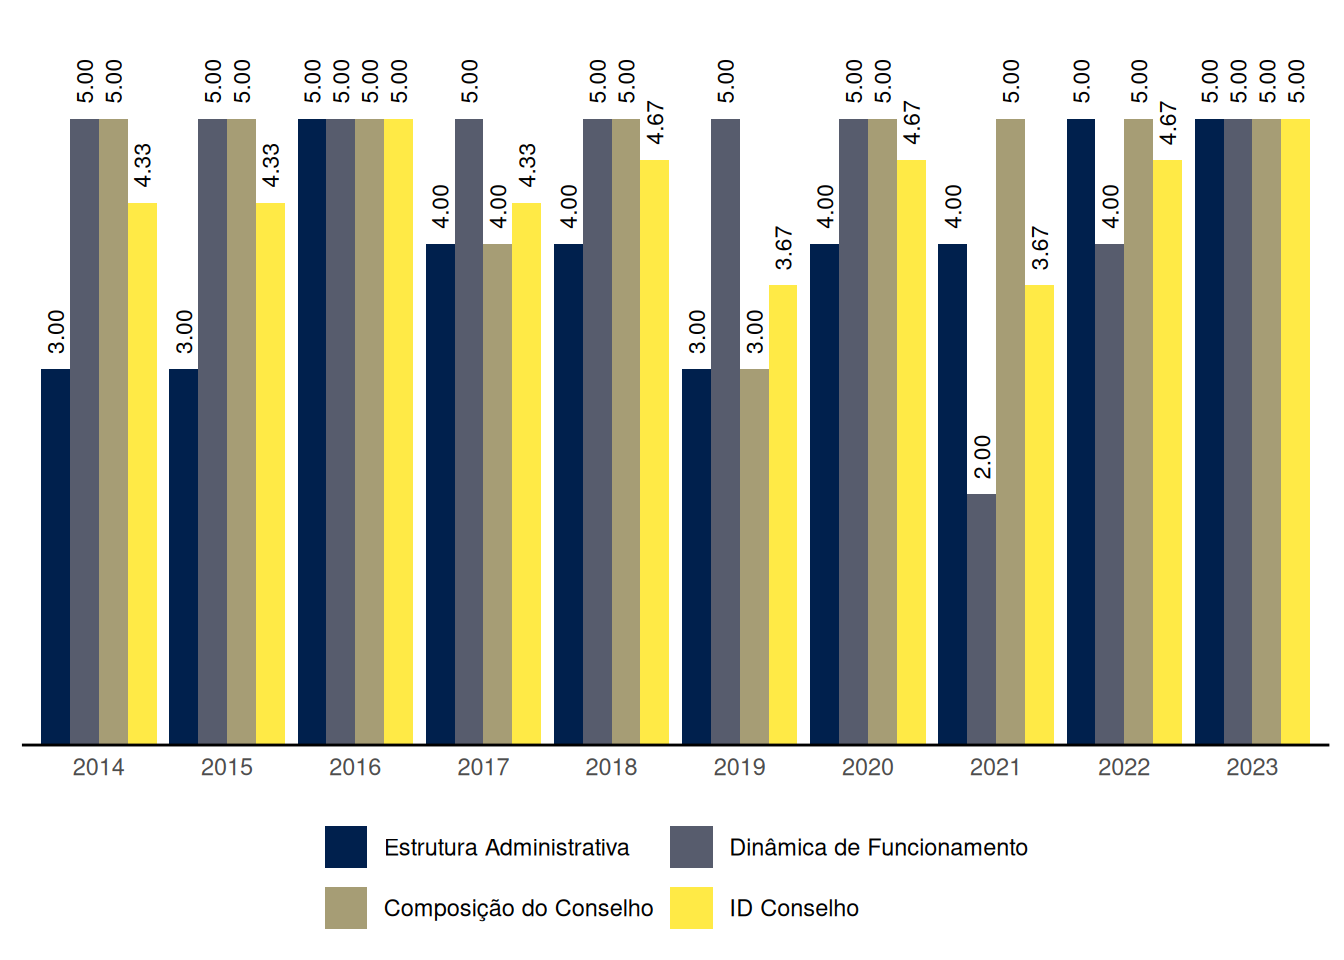 3.00 5.00 5.00 4.33
3.00 5.00 5.00 4.33
5.00 5.00 5.00 5.00
4.00 5.00 4.00 4.33
4.00 5.00 5.00 4.67
3.00 5.00 3.00 3.67
4.00 5.00 5.00 4.67
4.00 2.00 5.00 3.67
5.00 4.00 5.00 4.67
5.00 5.00 5.00 5.00
2014 2015 2016 2017 2018 2019 2020 2021 2022 2023
Estrutura Administrativa Dinâmica de Funcionamento
Composição do Conselho ID Conselho